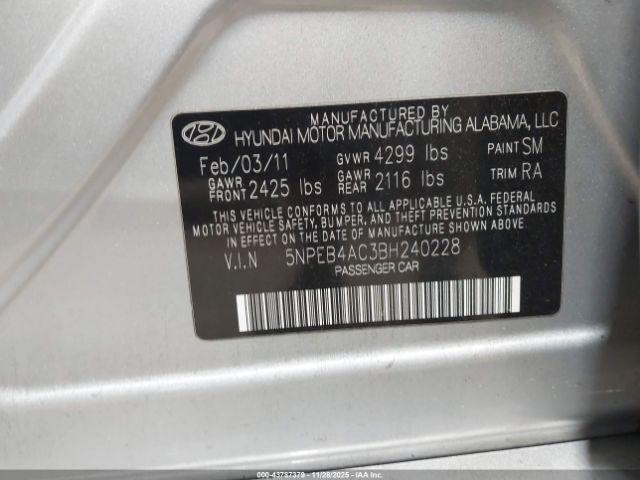 MANUFACTURED BY
HYUNDAI MOTOR MANUFACTURING ALABAMA, LLC
Feb/03/11 GVWR 4299 lbs PAINT SM
GAWR FRONT 2425 lbs GAWR REAR 2116 lbs TRIM RA
THIS VEHICLE CONFORMS TO ALL APPLICABLE U.S.A. FEDERAL
MOTOR VEHICLE SAFETY, BUMPER, AND THEFT PREVENTION STANDARDS
IN EFFECT ON THE DATE OF MANUFACTURE SHOWN ABOVE.
V.I.N 5NPEB4AC3BH240228
PASSENGER CAR
000-43787379 - 11/28/2025 - IAAI.COM